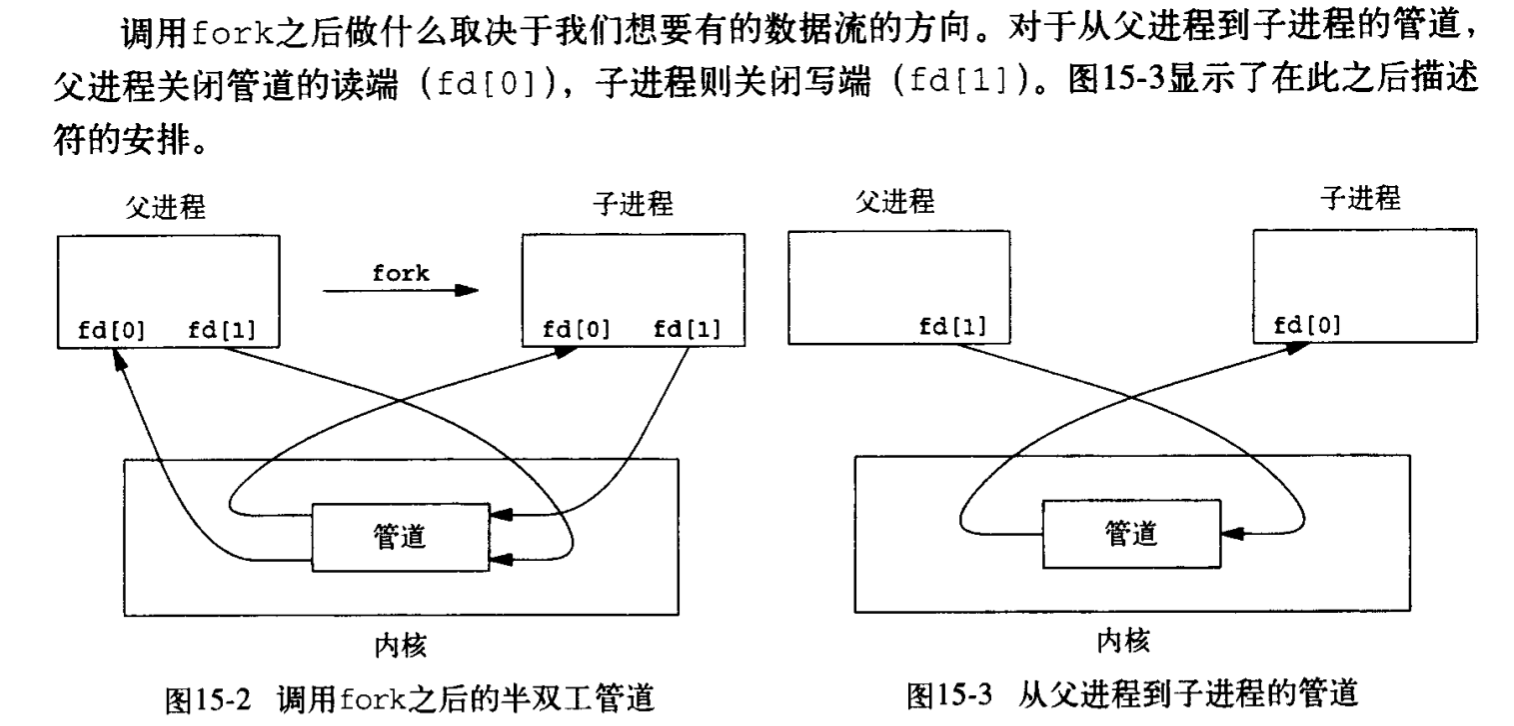 调用fork之后做什么取决于我们想要有的数据流的方向。对于从父进程到子进程的管道，
父进程关闭管道的读端（fd[0]），子进程则关闭写端（fd[1]）。图15-3显示了在此之后描述
符的安排。
父进程
子进程
fork
fd[0] fd[1]
fd[0] fd[1]
管道
内核
图15-2 调用fork之后的半双工管道
父进程
子进程
fd[1]
fd[0]
管道
内核
图15-3 从父进程到子进程的管道